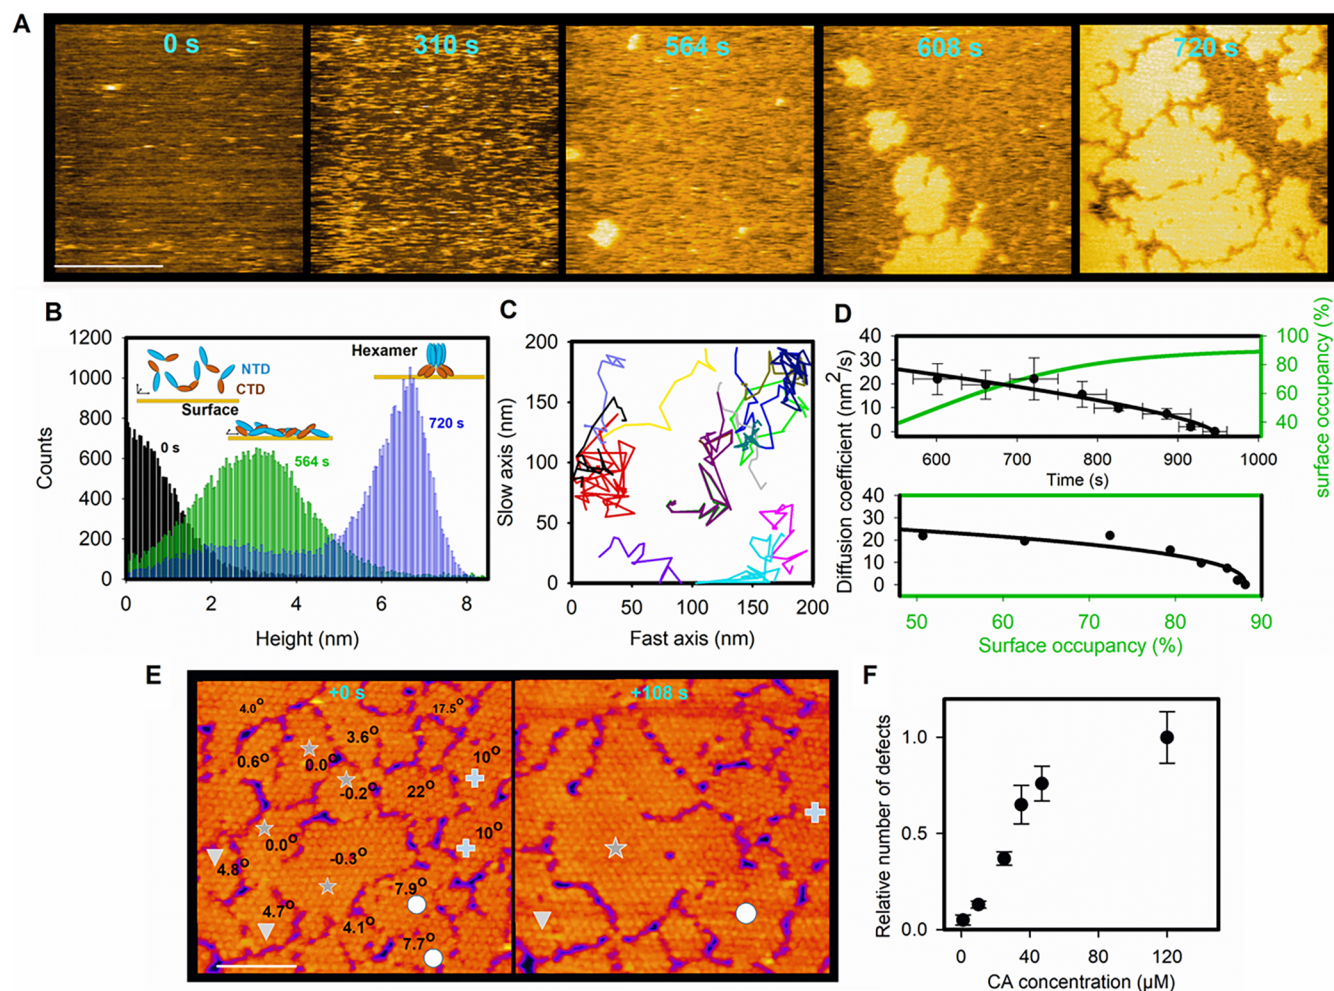 A
0 s
310 s
564 s
608 s
720 s
B
1200
1000
800
600
400
200
0
Counts
0
2
4
6
8
Height (nm)
NTD
CTD
Surface
0 s
564 s
Hexamer
720 s
C
200
150
100
50
0
Slow axis (nm)
0
50
100
150
200
Fast axis (nm)
D
40
30
20
10
0
100
80
60
40
600
700
800
900
1000
Time (s)
surface occupancy (%)
Diffusion coefficient (nm²/s)
40
30
20
10
0
50
60
70
80
90
Surface occupancy (%)
E
+0 s
4.0°
17.5°
3.6°
0.6°
0.0°
10°
-0.2°
22°
0.0°
10°
-0.3°
4.8°
7.9°
4.7°
4.1°
7.7°
+108 s
F
1.0
0.5
0.0
Relative number of defects
0
40
80
120
CA concentration (µM)